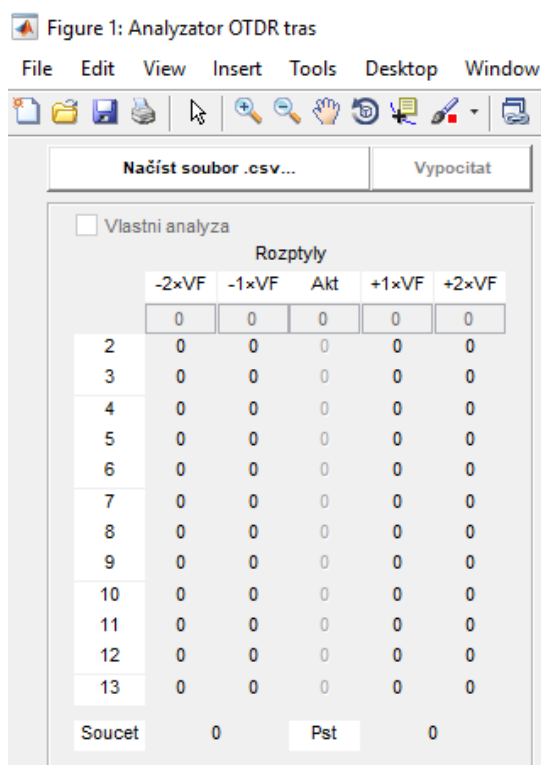 Figure 1: Analyzator OTDR tras
File Edit View Insert Tools Desktop Window
Načíst soubor .csv... Vypocitat
Vlastni analyza
Rozptyly
-2×VF -1×VF Akt +1×VF +2×VF
0 0 0 0 0
2 0 0 0 0 0
3 0 0 0 0 0
4 0 0 0 0 0
5 0 0 0 0 0
6 0 0 0 0 0
7 0 0 0 0 0
8 0 0 0 0 0
9 0 0 0 0 0
10 0 0 0 0 0
11 0 0 0 0 0
12 0 0 0 0 0
13 0 0 0 0 0
Soucet 0 Pst 0